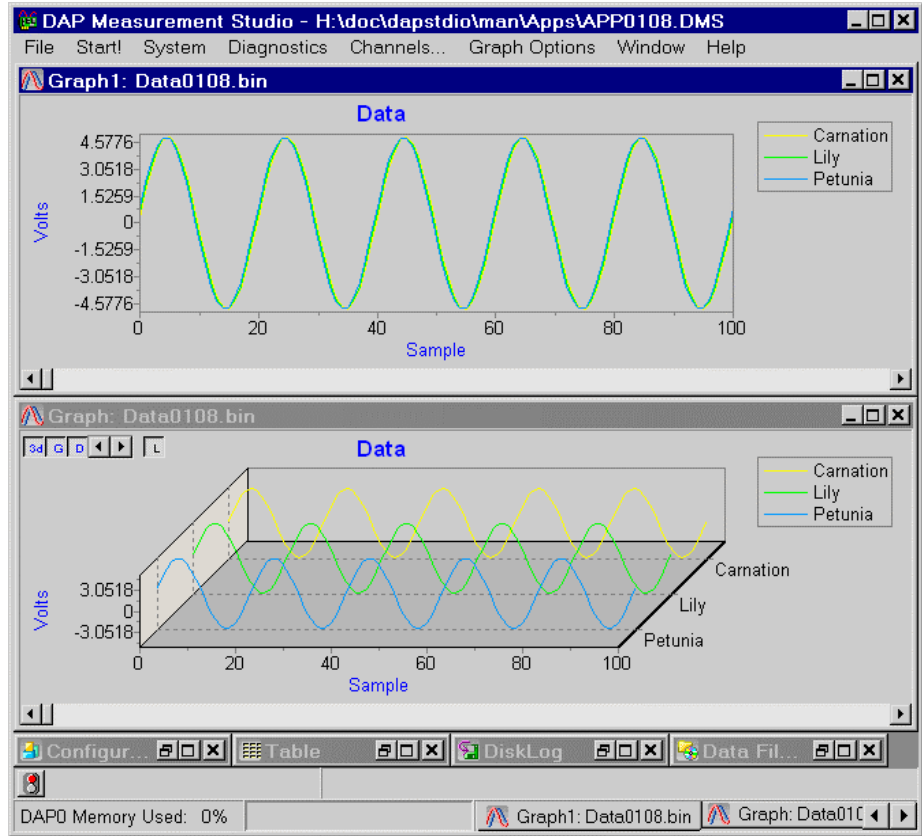 DAP Measurement Studio - H:\doc\dapstdio\man\Apps\APP0108.DMS
File Start! System Diagnostics Channels... Graph Options Window Help
Graph1: Data0108.bin
Data
Carnation
Lily
Petunia
4.5776
3.0518
1.5259
0
-1.5259
-3.0518
-4.5776
Volts
0 20 40 60 80 100
Sample
Graph: Data0108.bin
3d G D L
Data
Carnation
Lily
Petunia
3.0518
0
-3.0518
Volts
Carnation
Lily
Petunia
0 20 40 60 80 100
Sample
Configur... Table DiskLog Data Fil...
DAP0 Memory Used: 0% Graph1: Data0108.bin Graph: Data010